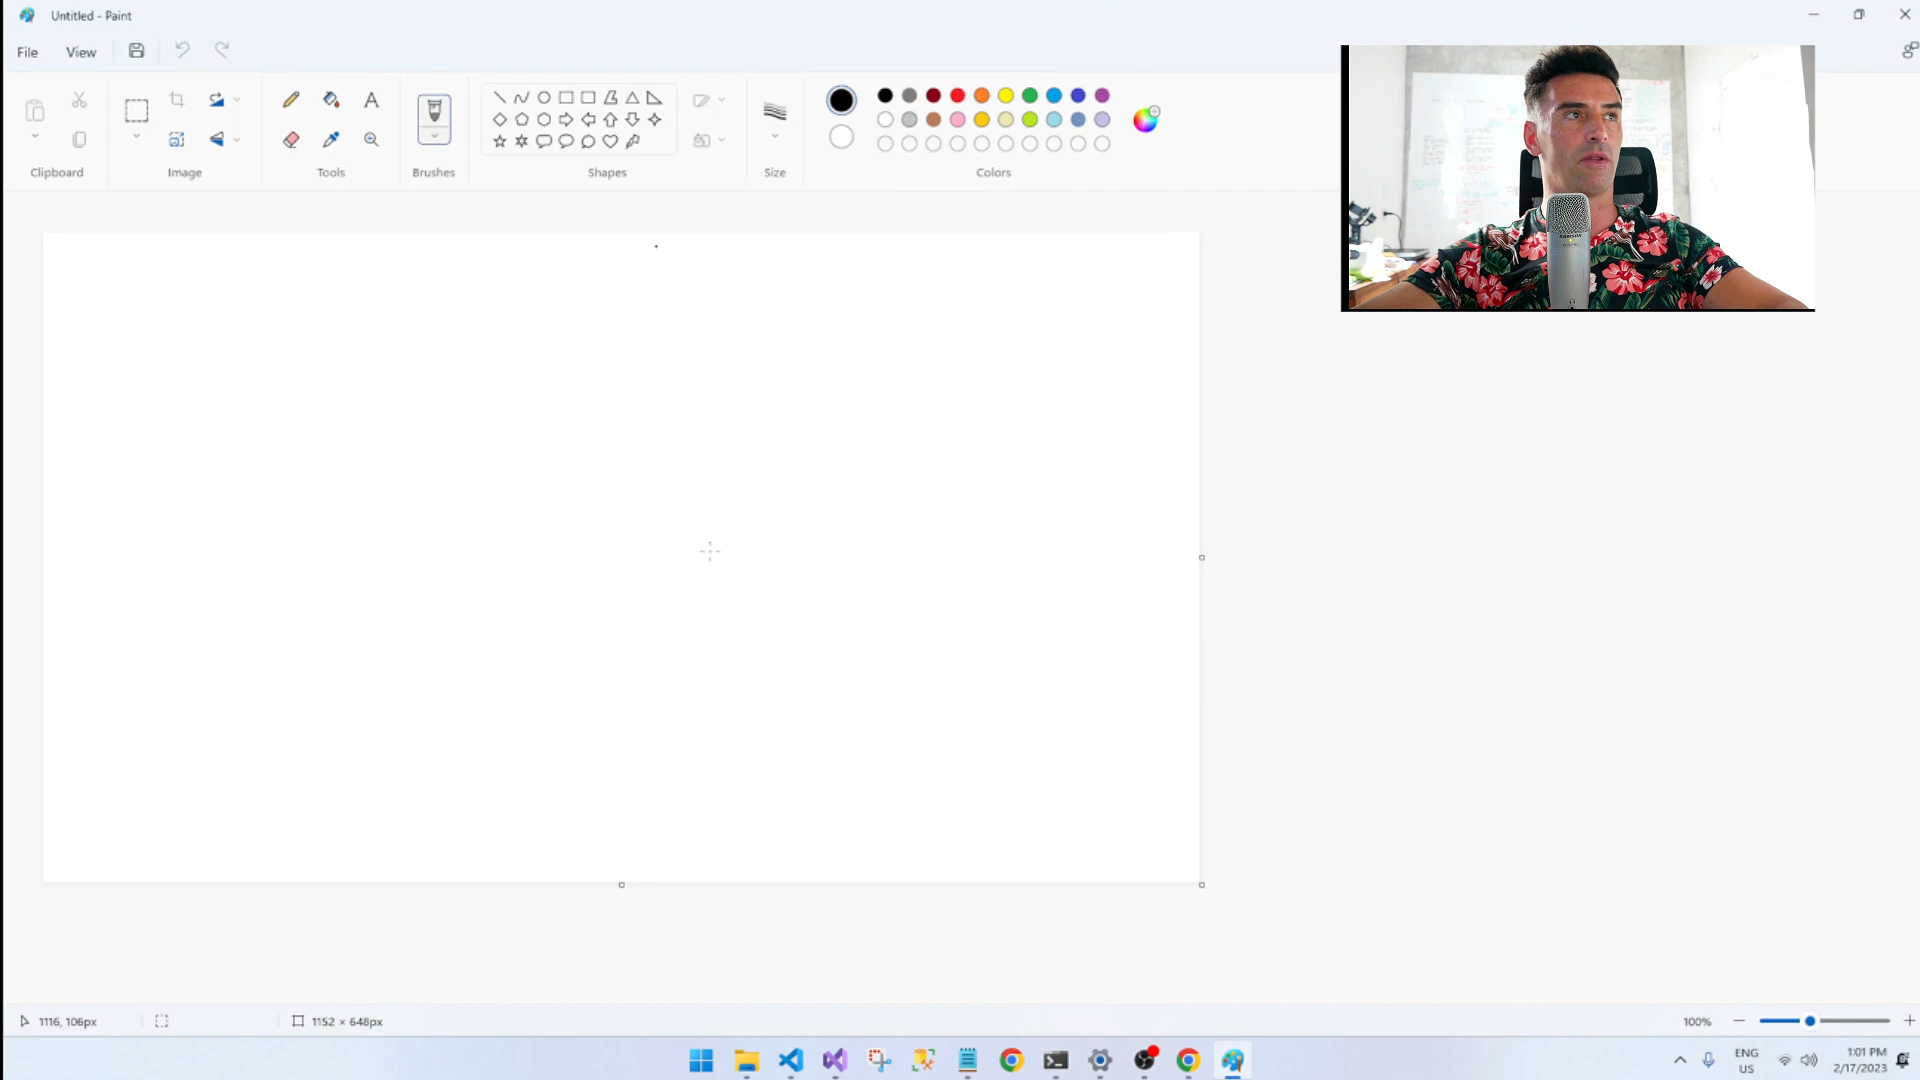 Untitled - Paint
File View
Clipboard
Image
Tools
Brushes
Shapes
Size
Colors
SAMSON
1116, 106px
1152 × 648px
100%
ENG
US
1:01 PM
2/17/2023